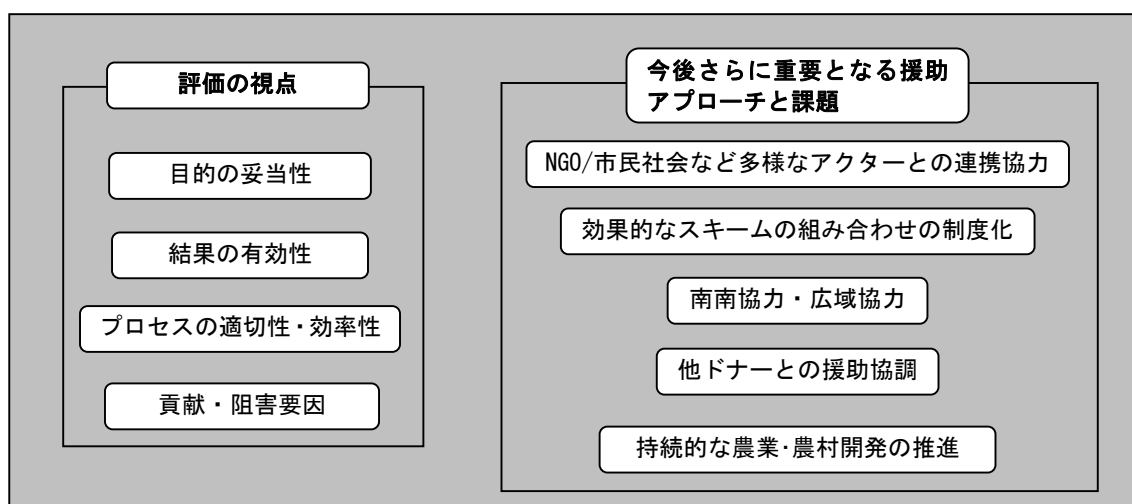 評価の視点
目的の妥当性
結果の有効性
プロセスの適切性・効率性
貢献・阻害要因
今後さらに重要となる援助
アプローチと課題
NGO/市民社会など多様なアクターとの連携協力
効果的なスキームの組み合わせの制度化
南南協力・広域協力
他ドナーとの援助協調
持続的な農業・農村開発の推進